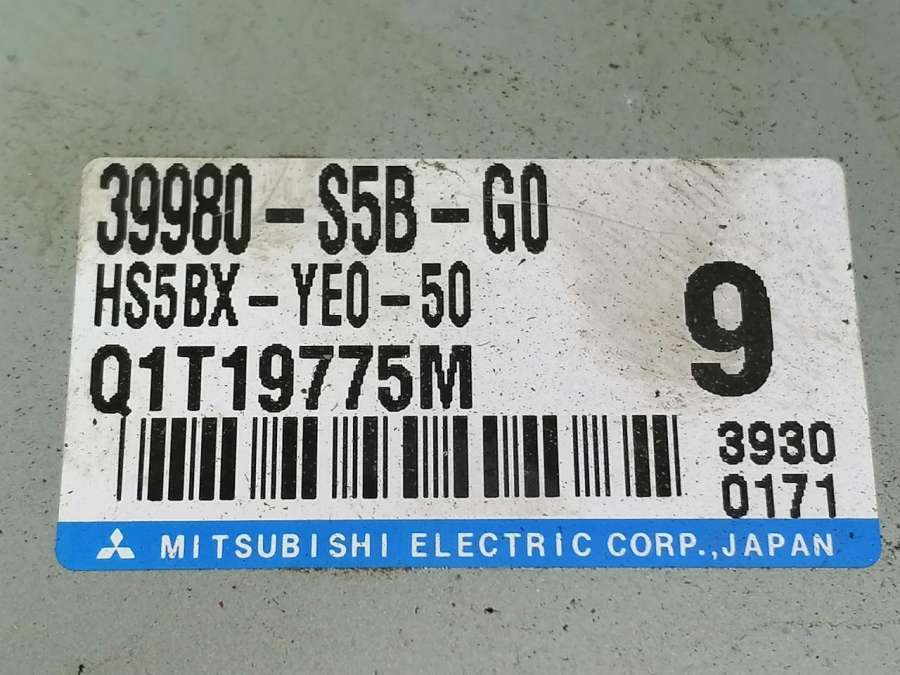 39980-S5B-G0
HS5BX-YE0-50
9
Q1T19775M
3930
0171
MITSUBISHI ELECTRIC CORP.,JAPAN